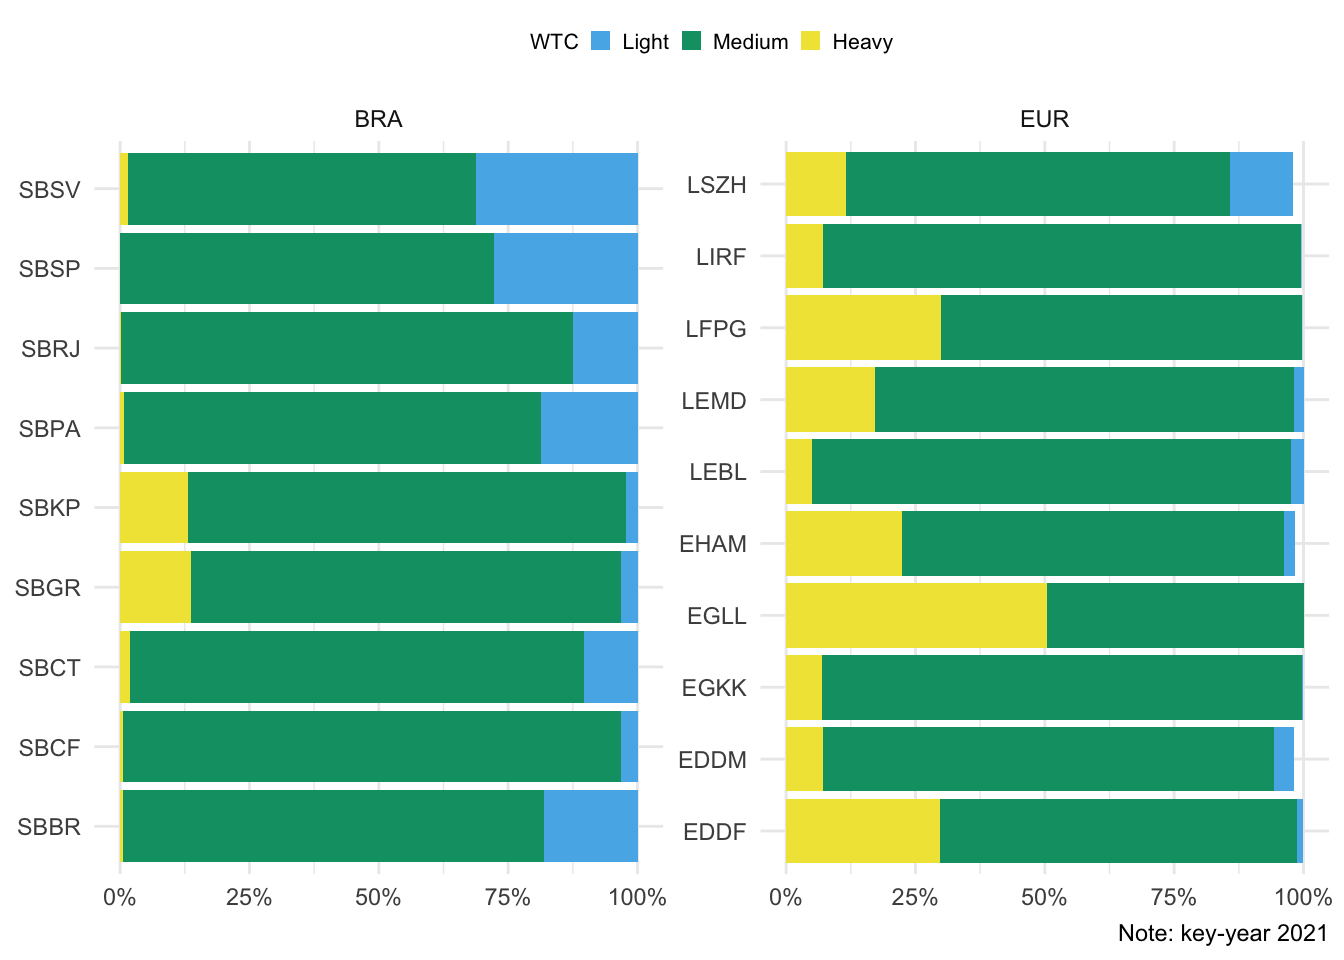 WTC Light Medium Heavy
BRA
EUR
SBSV
SBSP
SBRJ
SBPA
SBKP
SBGR
SBCT
SBCF
SBBR
0% 25% 50% 75% 100%
LSZH
LIRF
LFPG
LEMD
LEBL
EHAM
EGLL
EGKK
EDDM
EDDF
0% 25% 50% 75% 100%
Note: key-year 2021